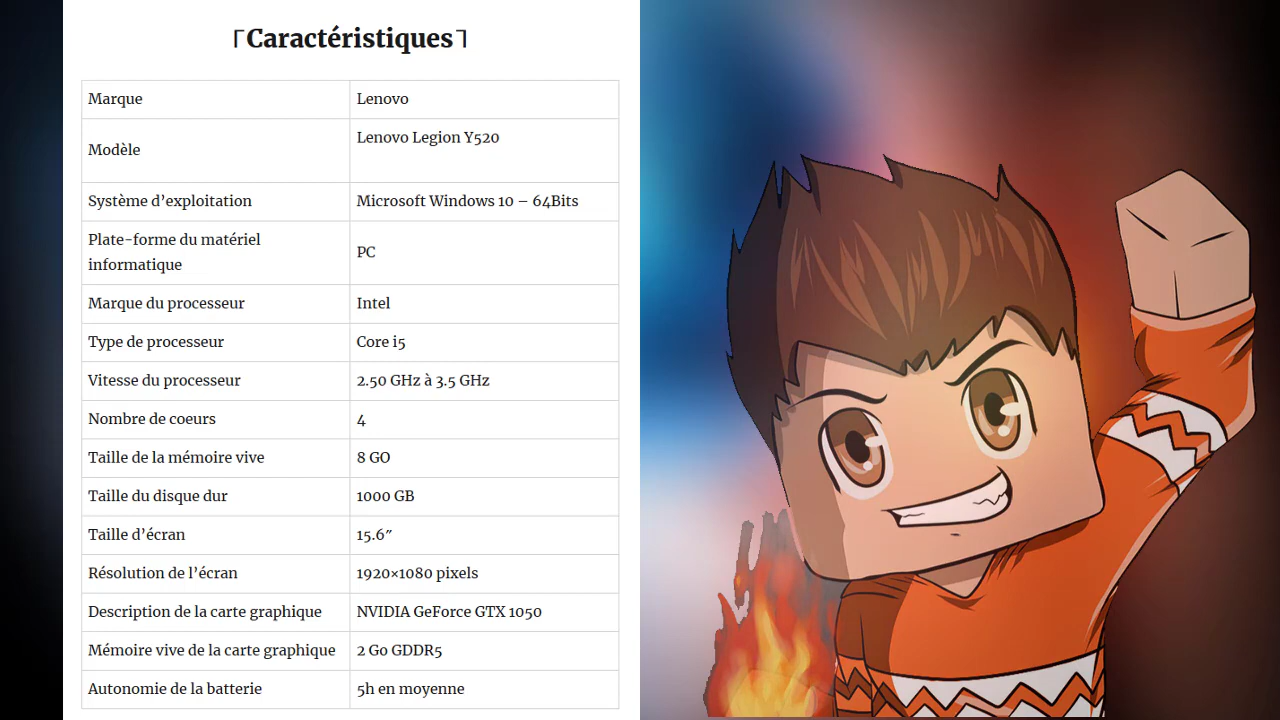 「Caractéristiques⏋
Marque Lenovo
Modèle Lenovo Legion Y520
Système d’exploitation Microsoft Windows 10 – 64Bits
Plate-forme du matériel
informatique PC
Marque du processeur Intel
Type de processeur Core i5
Vitesse du processeur 2.50 GHz à 3.5 GHz
Nombre de coeurs 4
Taille de la mémoire vive 8 GO
Taille du disque dur 1000 GB
Taille d’écran 15.6″
Résolution de l’écran 1920×1080 pixels
Description de la carte graphique NVIDIA GeForce GTX 1050
Mémoire vive de la carte graphique 2 Go GDDR5
Autonomie de la batterie 5h en moyenne